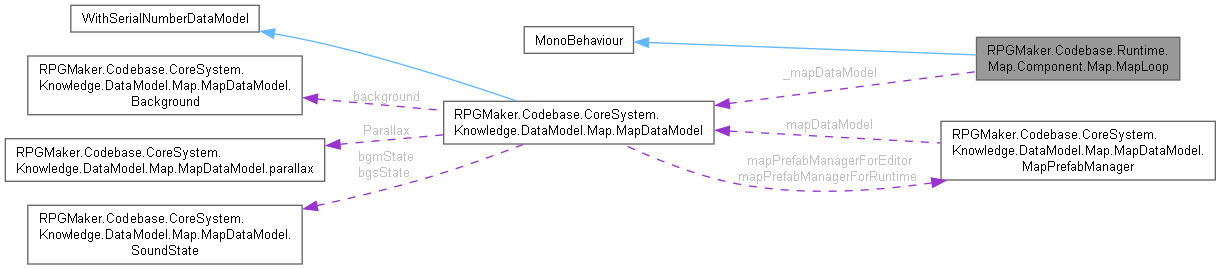 WithSerialNumberDataModel
MonoBehaviour
RPGMaker.Codebase.Runtime.
Map.Component.Map.MapLoop
RPGMaker.Codebase.CoreSystem.
Knowledge.DataModel.Map.MapDataModel.
Background
_mapDataModel
background
RPGMaker.Codebase.CoreSystem.
Knowledge.DataModel.Map.MapDataModel
mapDataModel
RPGMaker.Codebase.CoreSystem.
Knowledge.DataModel.Map.MapDataModel.
MapPrefabManager
Parallax
RPGMaker.Codebase.CoreSystem.
Knowledge.DataModel.Map.MapDataModel.parallax
bgmState
bgsState
mapPrefabManagerForEditor
mapPrefabManagerForRuntime
RPGMaker.Codebase.CoreSystem.
Knowledge.DataModel.Map.MapDataModel.
SoundState